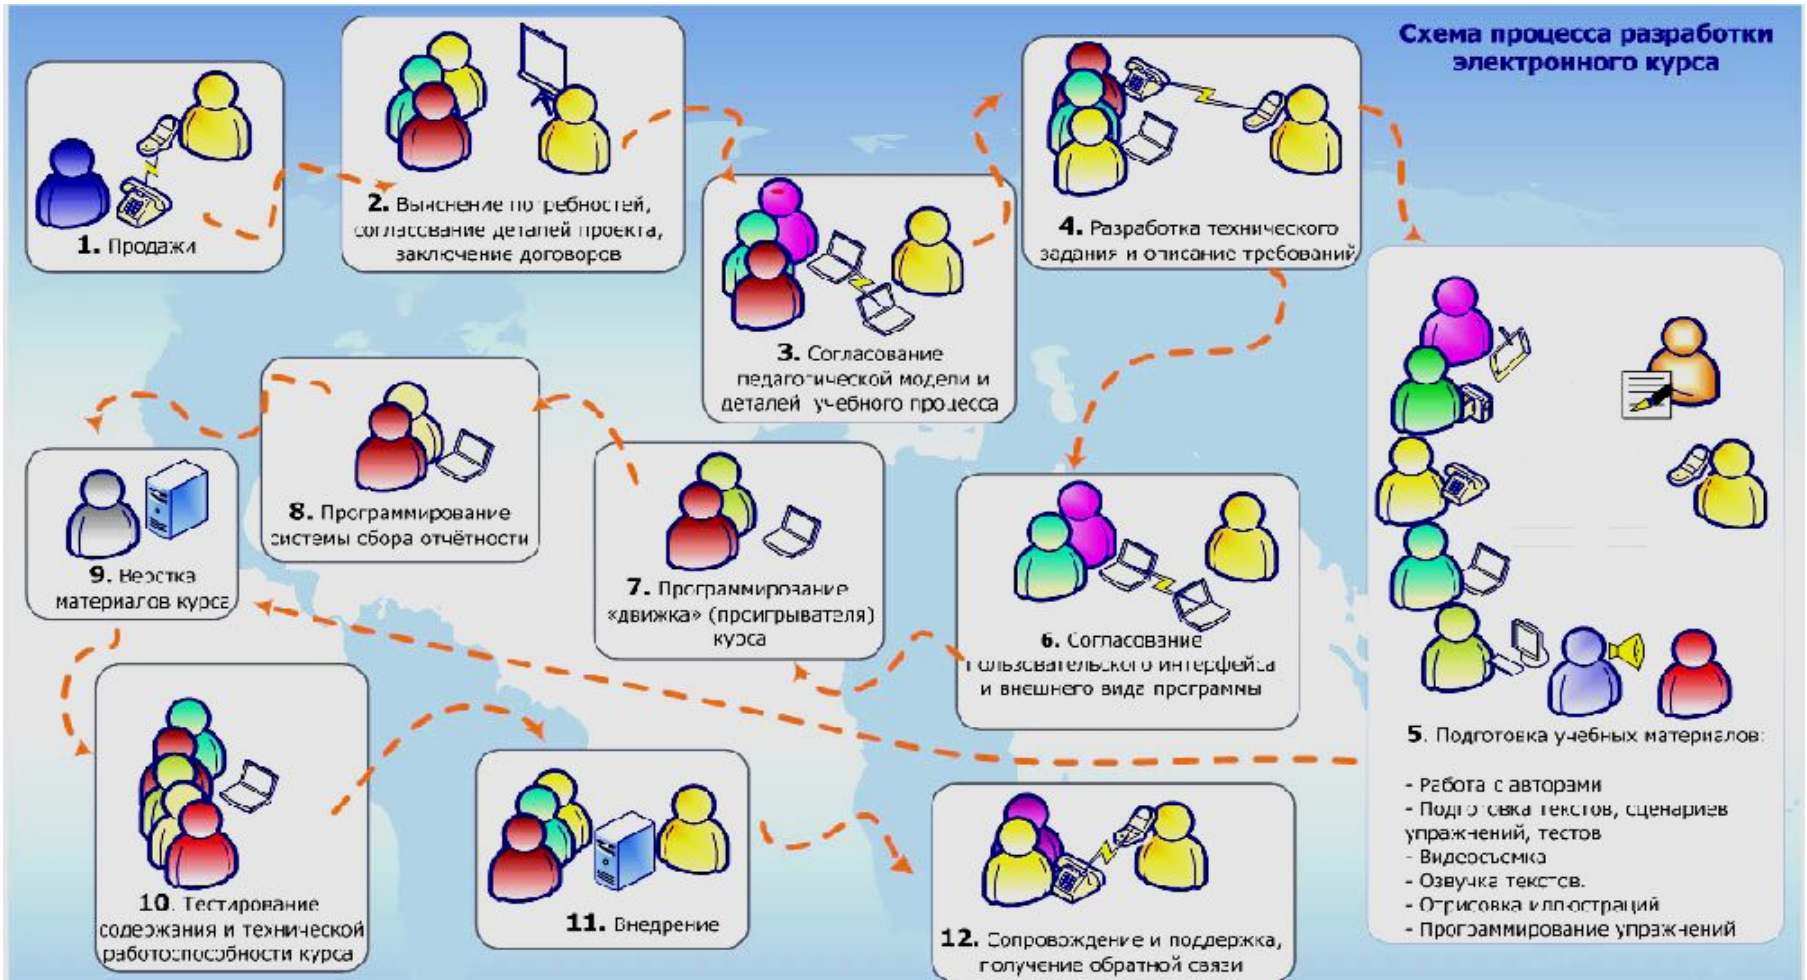 Схема процесса разработки
электронного курса
1. Продажи
2. Выяснение потребностей,
согласование деталей проекта,
заключение договоров
3. Согласование
педагогической модели и
деталей учебного процесса
4. Разработка технического
задания и описание требований
5. Подготовка учебных материалов:
- Работа с авторами
- Подготовка текстов, сценариев
упражнений, тестов
- Видеосъемка
- Озвучка текстов.
- Отрисовка иллюстраций
- Программирование упражнений
6. Согласование
пользовательского интерфейса
и внешнего вида программы
7. Программирование
«движка» (проигрывателя)
курса
8. Программирование
системы сбора отчётности
9. Верстка
материалов курса
10. Тестирование
содержания и технической
работоспособности курса
11. Внедрение
12. Сопровождение и поддержка,
получение обратной связи